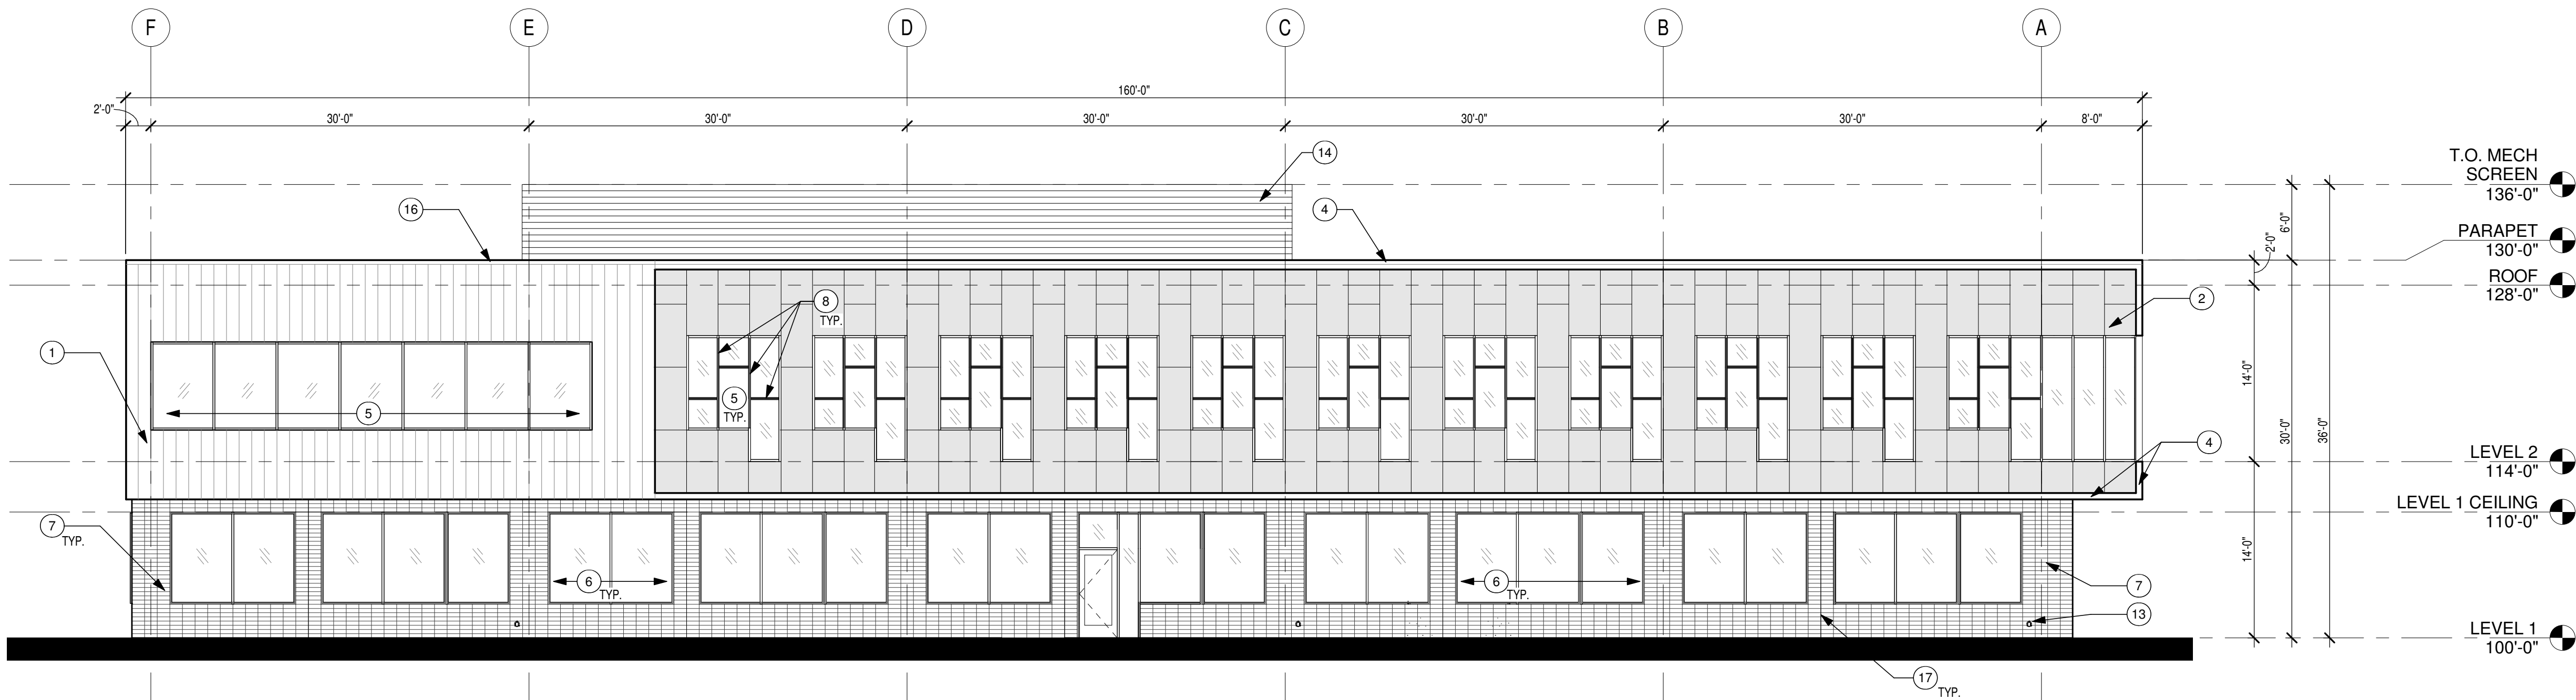 F E D C B A
160'-0"
2'-0" 30'-0" 30'-0" 30'-0" 30'-0" 30'-0" 8'-0"
14
T.O. MECH
SCREEN
136'-0"
16
4
6'-0"
PARAPET
130'-0"
2'-0"
ROOF
128'-0"
8
TYP.
2
1
5
TYP.
5
14'-0"
30'-0"
36'-0"
4
LEVEL 2
114'-0"
LEVEL 1 CEILING
110'-0"
7
TYP.
6
TYP.
6
TYP.
14'-0"
7
13
LEVEL 1
100'-0"
17
TYP.